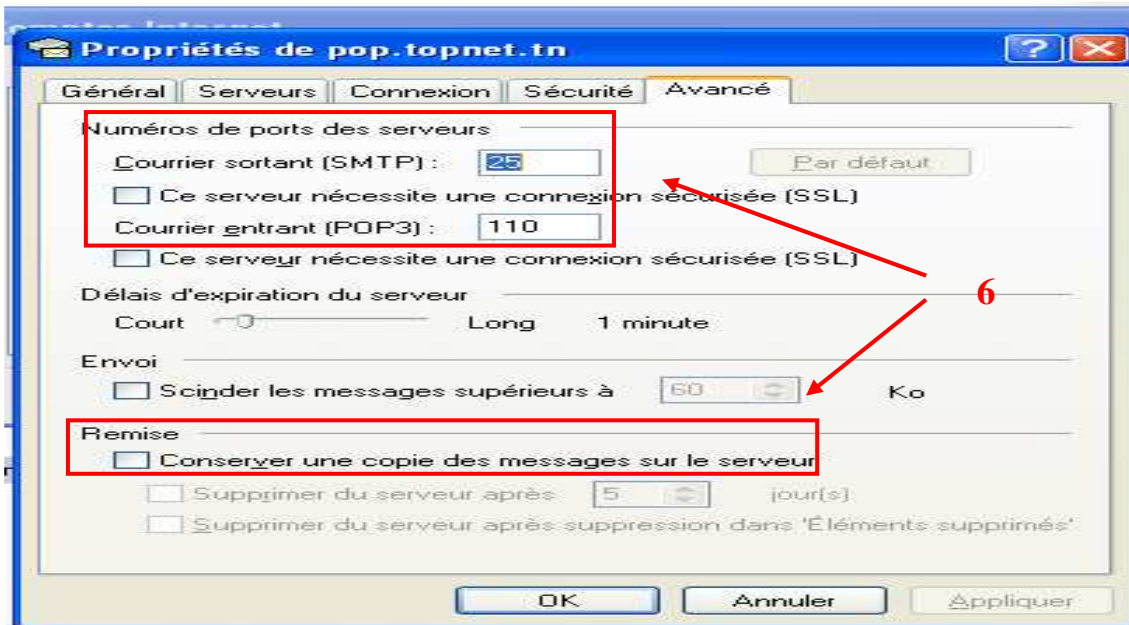 Comptes Internet
Propriétés de pop.topnet.tn
Général Serveurs Connexion Sécurité Avancé
Numéros de ports des serveurs
Courrier sortant (SMTP) : 25 Par défaut
Ce serveur nécessite une connexion sécurisée (SSL)
Courrier entrant (POP3) : 110
Ce serveur nécessite une connexion sécurisée (SSL)
Délais d'expiration du serveur 6
Court Long 1 minute
Envoi
Scinder les messages supérieurs à 60 Ko
Remise
Conserver une copie des messages sur le serveur
Supprimer du serveur après 5 jour(s)
Supprimer du serveur après suppression dans 'Éléments supprimés'
OK Annuler Appliquer